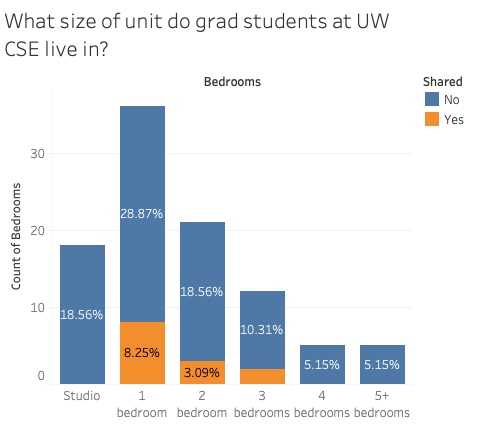 What size of unit do grad students at UW
CSE live in?
Bedrooms
Shared
No
Yes
Count of Bedrooms
30
20
10
0
28.87%
18.56%
18.56%
10.31%
5.15%
5.15%
8.25%
3.09%
Studio
1
bedroom
2
bedroom
3
bedrooms
4
bedrooms
5+
bedrooms